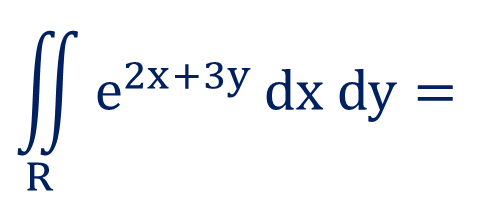 ∬ e^{2x+3y} dx dy =
R